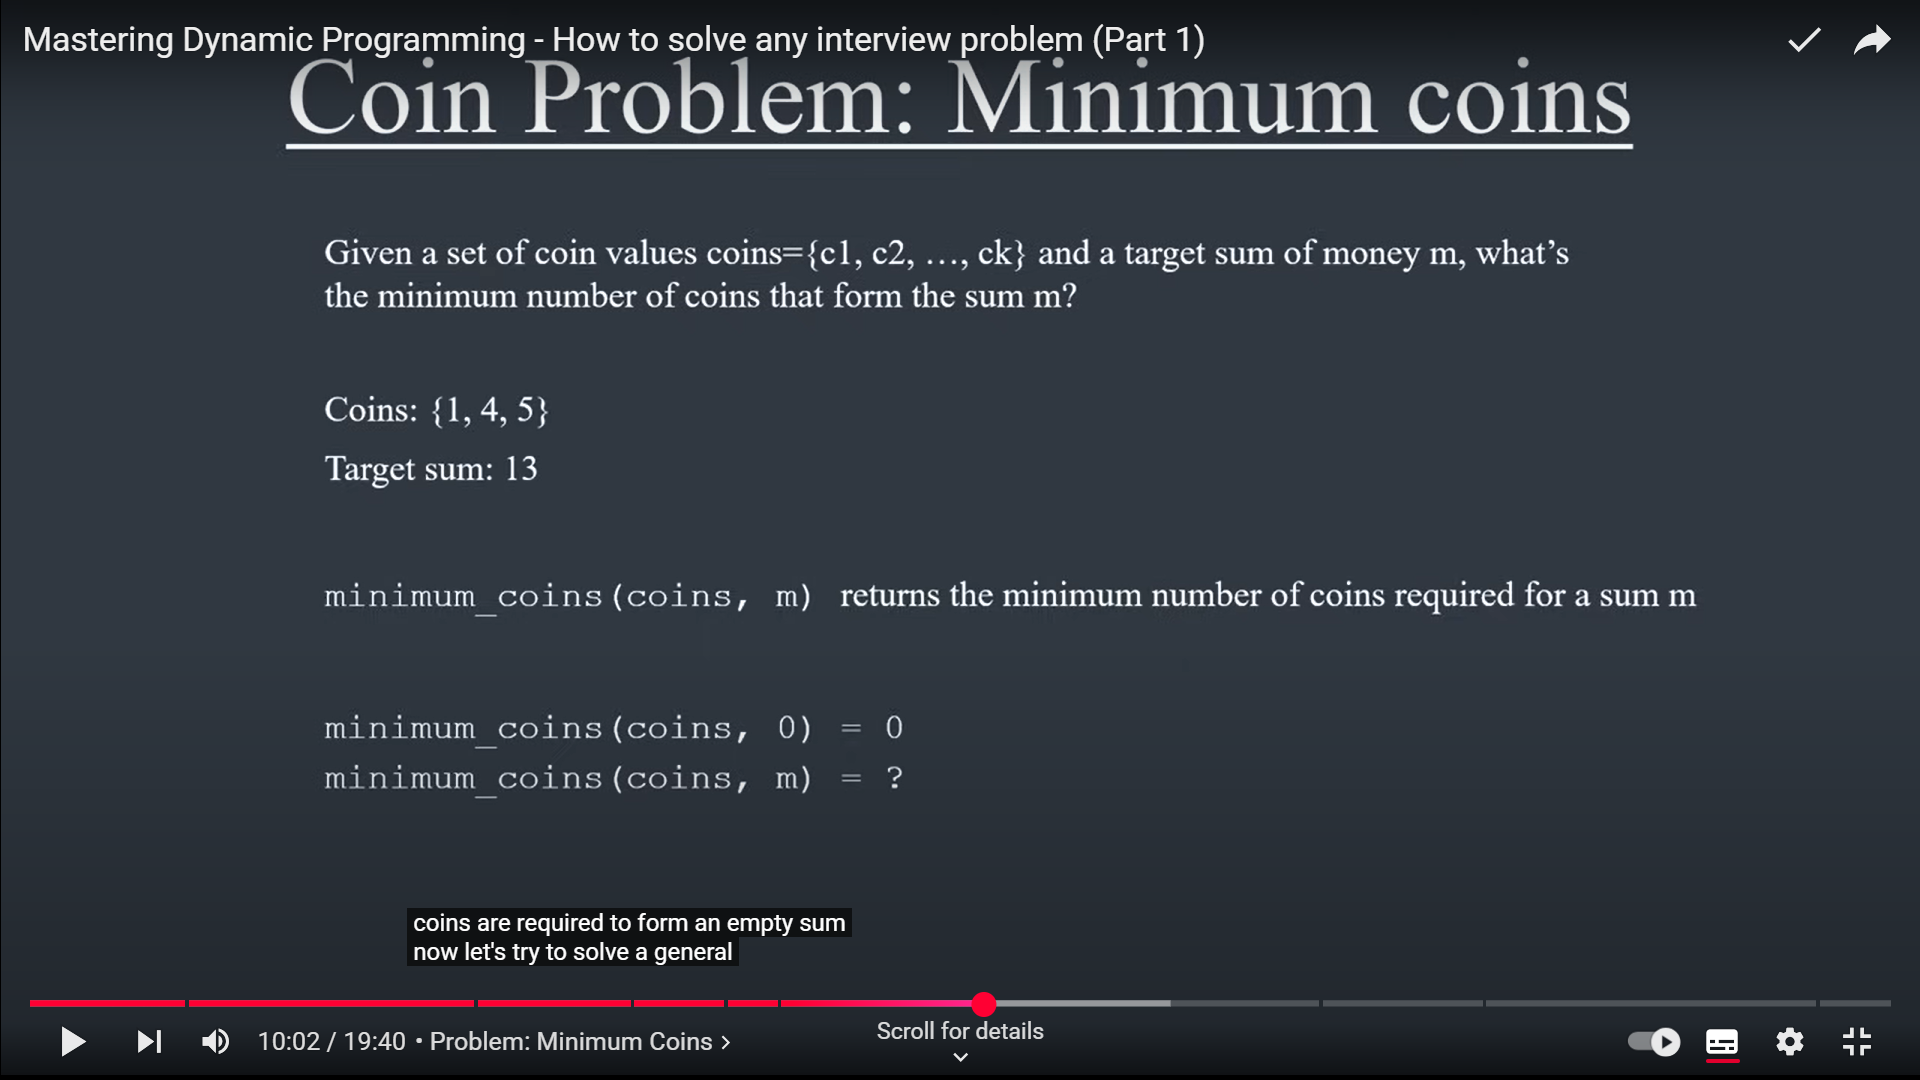 Mastering Dynamic Programming - How to solve any interview problem (Part 1)
Coin Problem: Minimum coins
Given a set of coin values coins={c1, c2, …, ck} and a target sum of money m, what’s
the minimum number of coins that form the sum m?
Coins: {1, 4, 5}
Target sum: 13
minimum_coins(coins, m) returns the minimum number of coins required for a sum m
minimum_coins(coins, 0) = 0
minimum_coins(coins, m) = ?
coins are required to form an empty sum
now let's try to solve a general
Scroll for details
10:02 / 19:40 • Problem: Minimum Coins ›